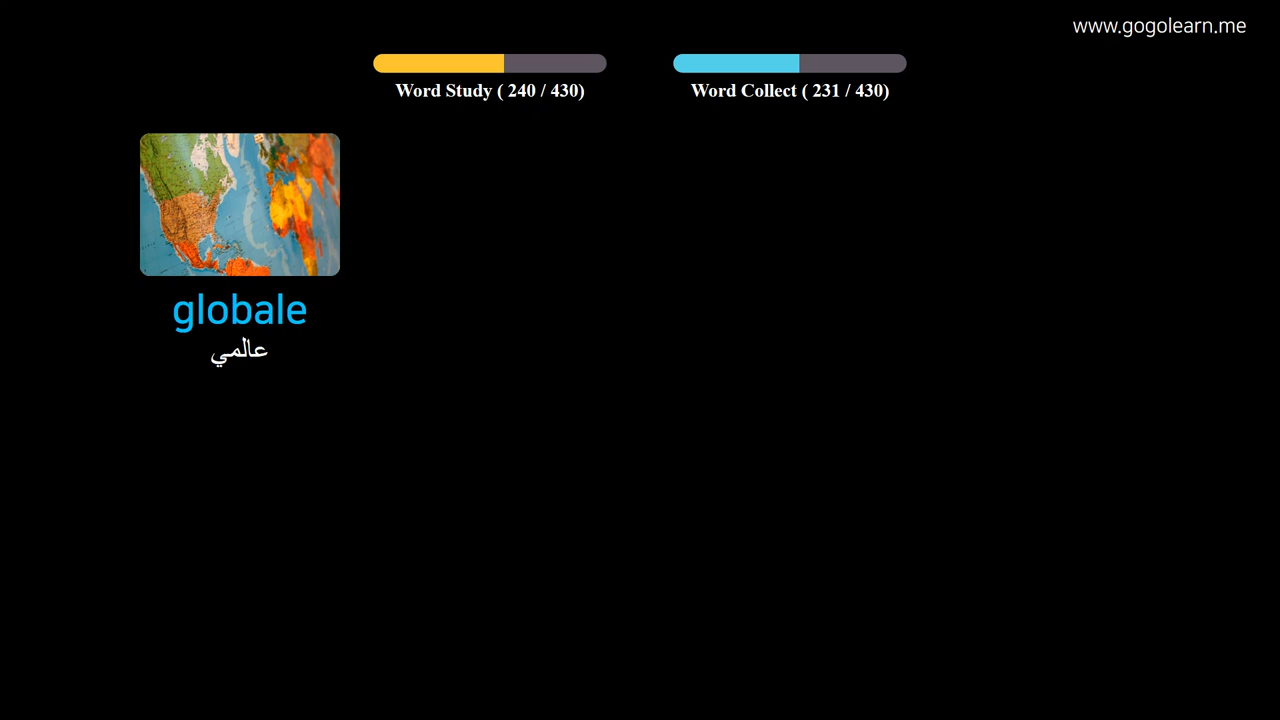 www.gogolearn.me
Word Study ( 240 / 430)
Word Collect ( 231 / 430)
globale
عالمي